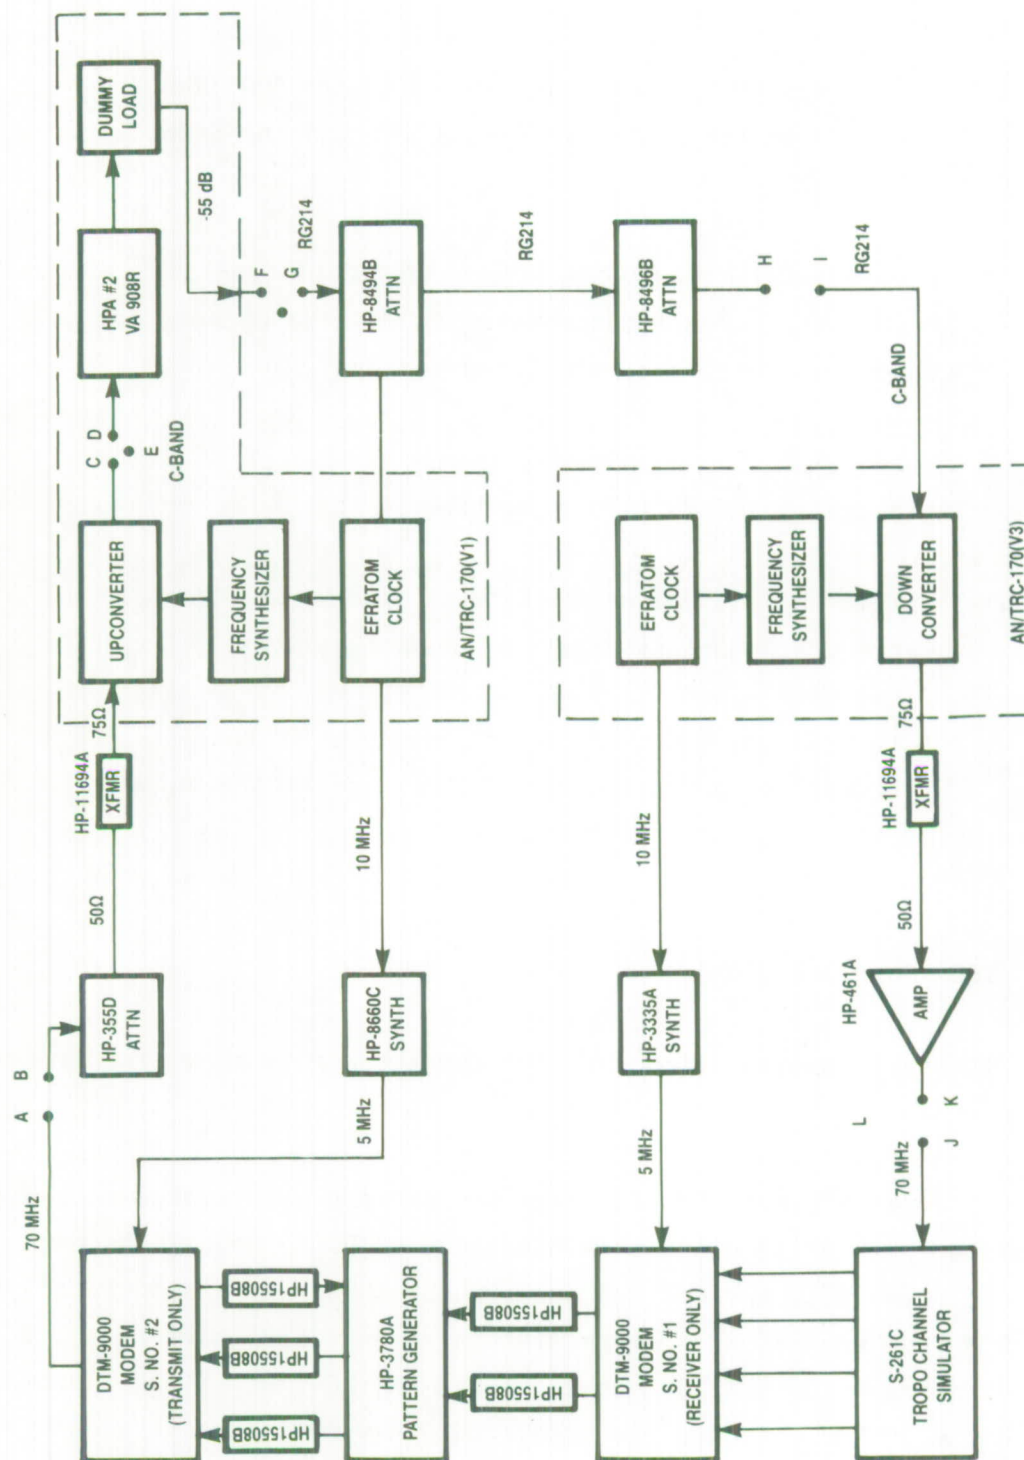 70 MHz
A
B
HP-355D
ATTN
50Ω
HP-11694A
XFMR
75Ω
UPCONVERTER
C
D
E
C-BAND
HPA #2
VA 908R
DUMMY
LOAD
-55 dB
F
G
RG214
DTM-9000
MODEM
S. NO. #2
(TRANSMIT ONLY)
5 MHz
HP-8660C
SYNTH
10 MHz
FREQUENCY
SYNTHESIZER
EFRATOM
CLOCK
AN/TRC-170(V1)
HP-8494B
ATTN
RG214
HP15508B
HP15508B
HP15508B
HP-3780A
PATTERN GENERATOR
HP15508B
HP15508B
DTM-9000
MODEM
S. NO. #1
(RECEIVER ONLY)
5 MHz
HP-3335A
SYNTH
10 MHz
EFRATOM
CLOCK
FREQUENCY
SYNTHESIZER
DOWN
CONVERTER
AN/TRC-170(V3)
HP-8496B
ATTN
H
I
RG214
C-BAND
S-261C
TROPO CHANNEL
SIMULATOR
70 MHz
J
K
L
HP-461A
AMP
50Ω
HP-11694A
XFMR
75Ω